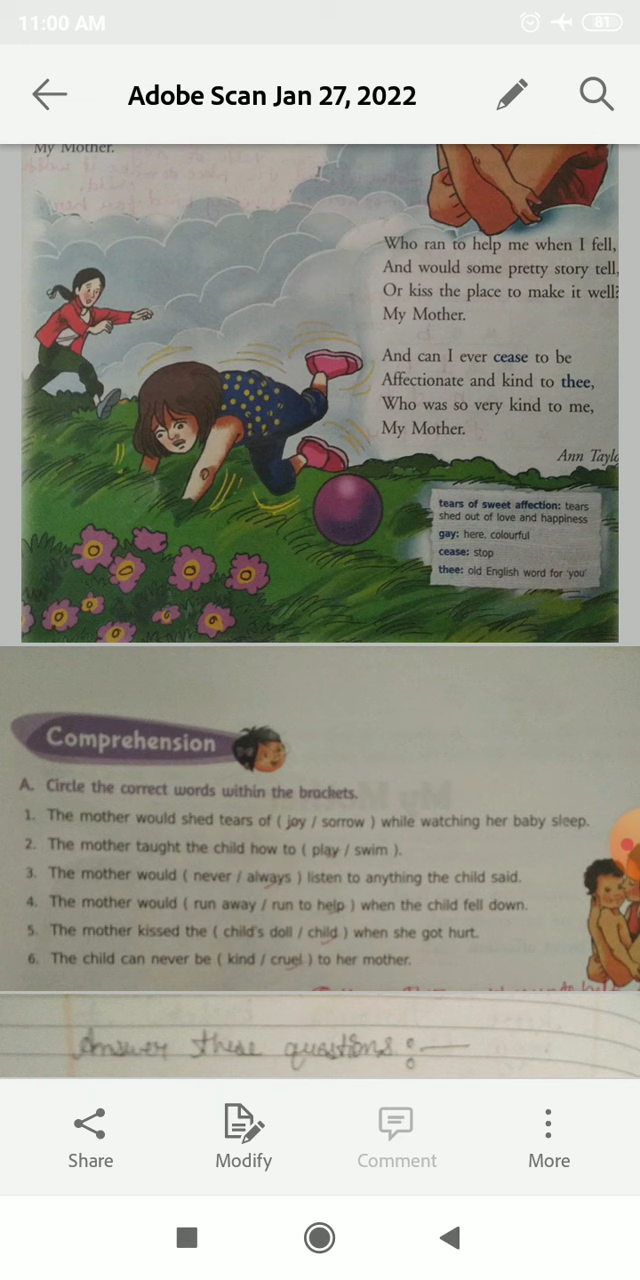 11:00 AM
81
Adobe Scan Jan 27, 2022
My Mother.
Who ran to help me when I fell,
And would some pretty story tell,
Or kiss the place to make it well?
My Mother.
And can I ever cease to be
Affectionate and kind to thee,
Who was so very kind to me,
My Mother.
Ann Taylo
tears of sweet affection: tears
shed out of love and happiness
gay: here, colourful
cease: stop
thee: old English word for 'you'
Comprehension
A. Circle the correct words within the brackets.
1. The mother would shed tears of ( joy / sorrow ) while watching her baby sleep.
2. The mother taught the child how to ( play / swim ).
3. The mother would ( never / always ) listen to anything the child said.
4. The mother would ( run away / run to help ) when the child fell down.
5. The mother kissed the ( child's doll / child ) when she got hurt.
6. The child can never be ( kind / cruel ) to her mother.
Answer these questions :—
Share
Modify
Comment
More